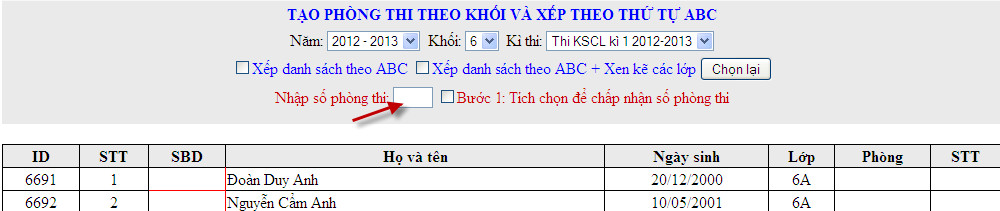 TẠO PHÒNG THI THEO KHỐI VÀ XẾP THEO THỨ TỰ ABC
Năm: 2012 - 2013 Khối: 6 Kì thi: Thi KSCL kì 1 2012-2013
Xếp danh sách theo ABC Xếp danh sách theo ABC + Xen kẽ các lớp Chọn lại
Nhập số phòng thi: Bước 1: Tích chọn để chấp nhận số phòng thi
ID STT SBD Họ và tên Ngày sinh Lớp Phòng STT
6691 1 Đoàn Duy Anh 20/12/2000 6A
6692 2 Nguyễn Cẩm Anh 10/05/2001 6A